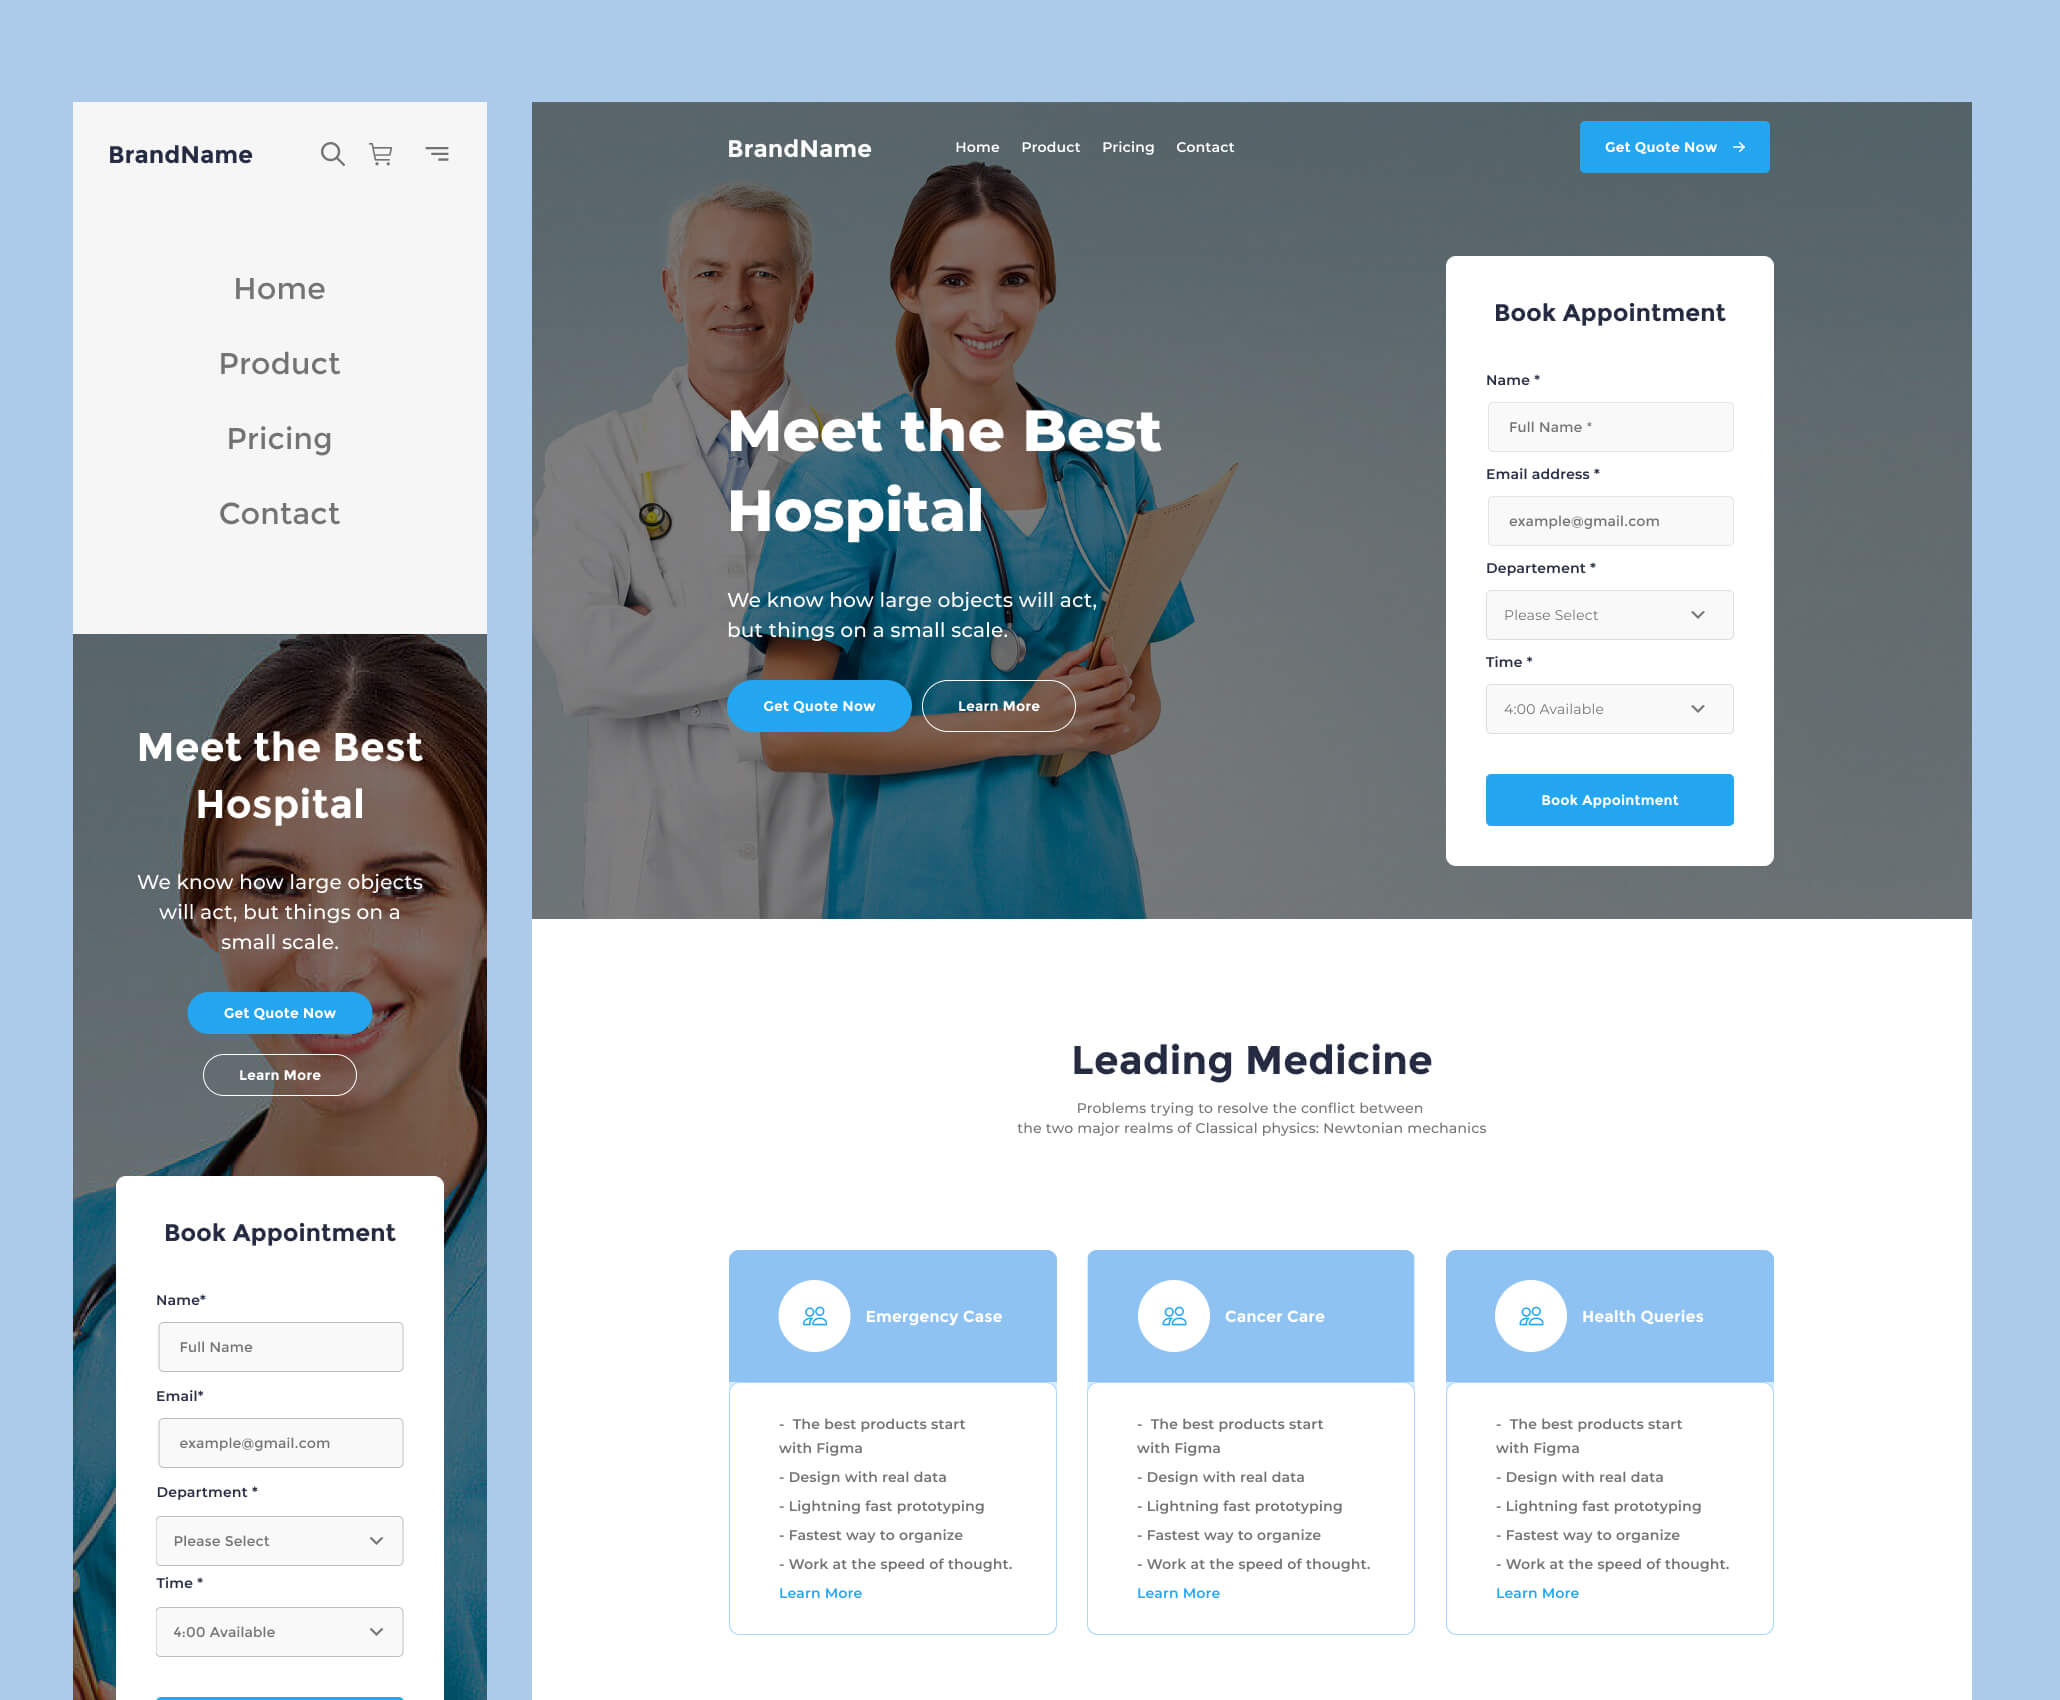 BrandName
Home
Product
Pricing
Contact
Meet the Best
Hospital
We know how large objects
will act, but things on a
small scale.
Get Quote Now
Learn More
Book Appointment
Name*
Full Name
Email*
example@gmail.com
Department *
Please Select
Time *
4:00 Available
BrandName
Home Product Pricing Contact
Get Quote Now
Meet the Best
Hospital
We know how large objects will act,
but things on a small scale.
Get Quote Now
Learn More
Book Appointment
Name *
Full Name *
Email address *
example@gmail.com
Departement *
Please Select
Time *
4:00 Available
Book Appointment
Leading Medicine
Problems trying to resolve the conflict between
the two major realms of Classical physics: Newtonian mechanics
Emergency Case
- The best products start
with Figma
- Design with real data
- Lightning fast prototyping
- Fastest way to organize
- Work at the speed of thought.
Learn More
Cancer Care
- The best products start
with Figma
- Design with real data
- Lightning fast prototyping
- Fastest way to organize
- Work at the speed of thought.
Learn More
Health Queries
- The best products start
with Figma
- Design with real data
- Lightning fast prototyping
- Fastest way to organize
- Work at the speed of thought.
Learn More